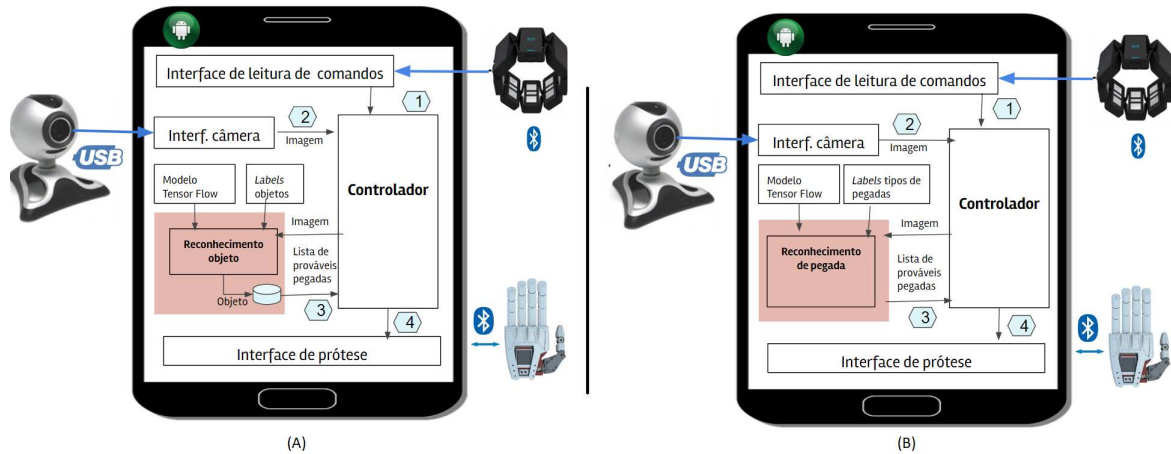 Interface de leitura de comandos
1
2
USB
Interf. câmera
Imagem
Modelo
Tensor Flow
Labels
objetos
Controlador
Imagem
Reconhecimento
objeto
Lista de
prováveis
pegadas
Objeto
3
4
Interface de prótese
(A)
Interface de leitura de comandos
1
2
USB
Interf. câmera
Imagem
Modelo
Tensor Flow
Labels tipos de
pegadas
Controlador
Imagem
Reconhecimento
de pegada
Lista de
prováveis
pegadas
3
4
Interface de prótese
(B)